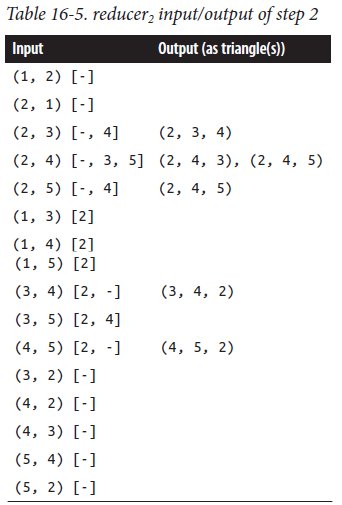 Table 16-5. reducer₂ input/output of step 2
Input Output (as triangle(s))
(1, 2) [-]
(2, 1) [-]
(2, 3) [-, 4] (2, 3, 4)
(2, 4) [-, 3, 5] (2, 4, 3), (2, 4, 5)
(2, 5) [-, 4] (2, 4, 5)
(1, 3) [2]
(1, 4) [2]
(1, 5) [2]
(3, 4) [2, -] (3, 4, 2)
(3, 5) [2, 4]
(4, 5) [2, -] (4, 5, 2)
(3, 2) [-]
(4, 2) [-]
(4, 3) [-]
(5, 4) [-]
(5, 2) [-]